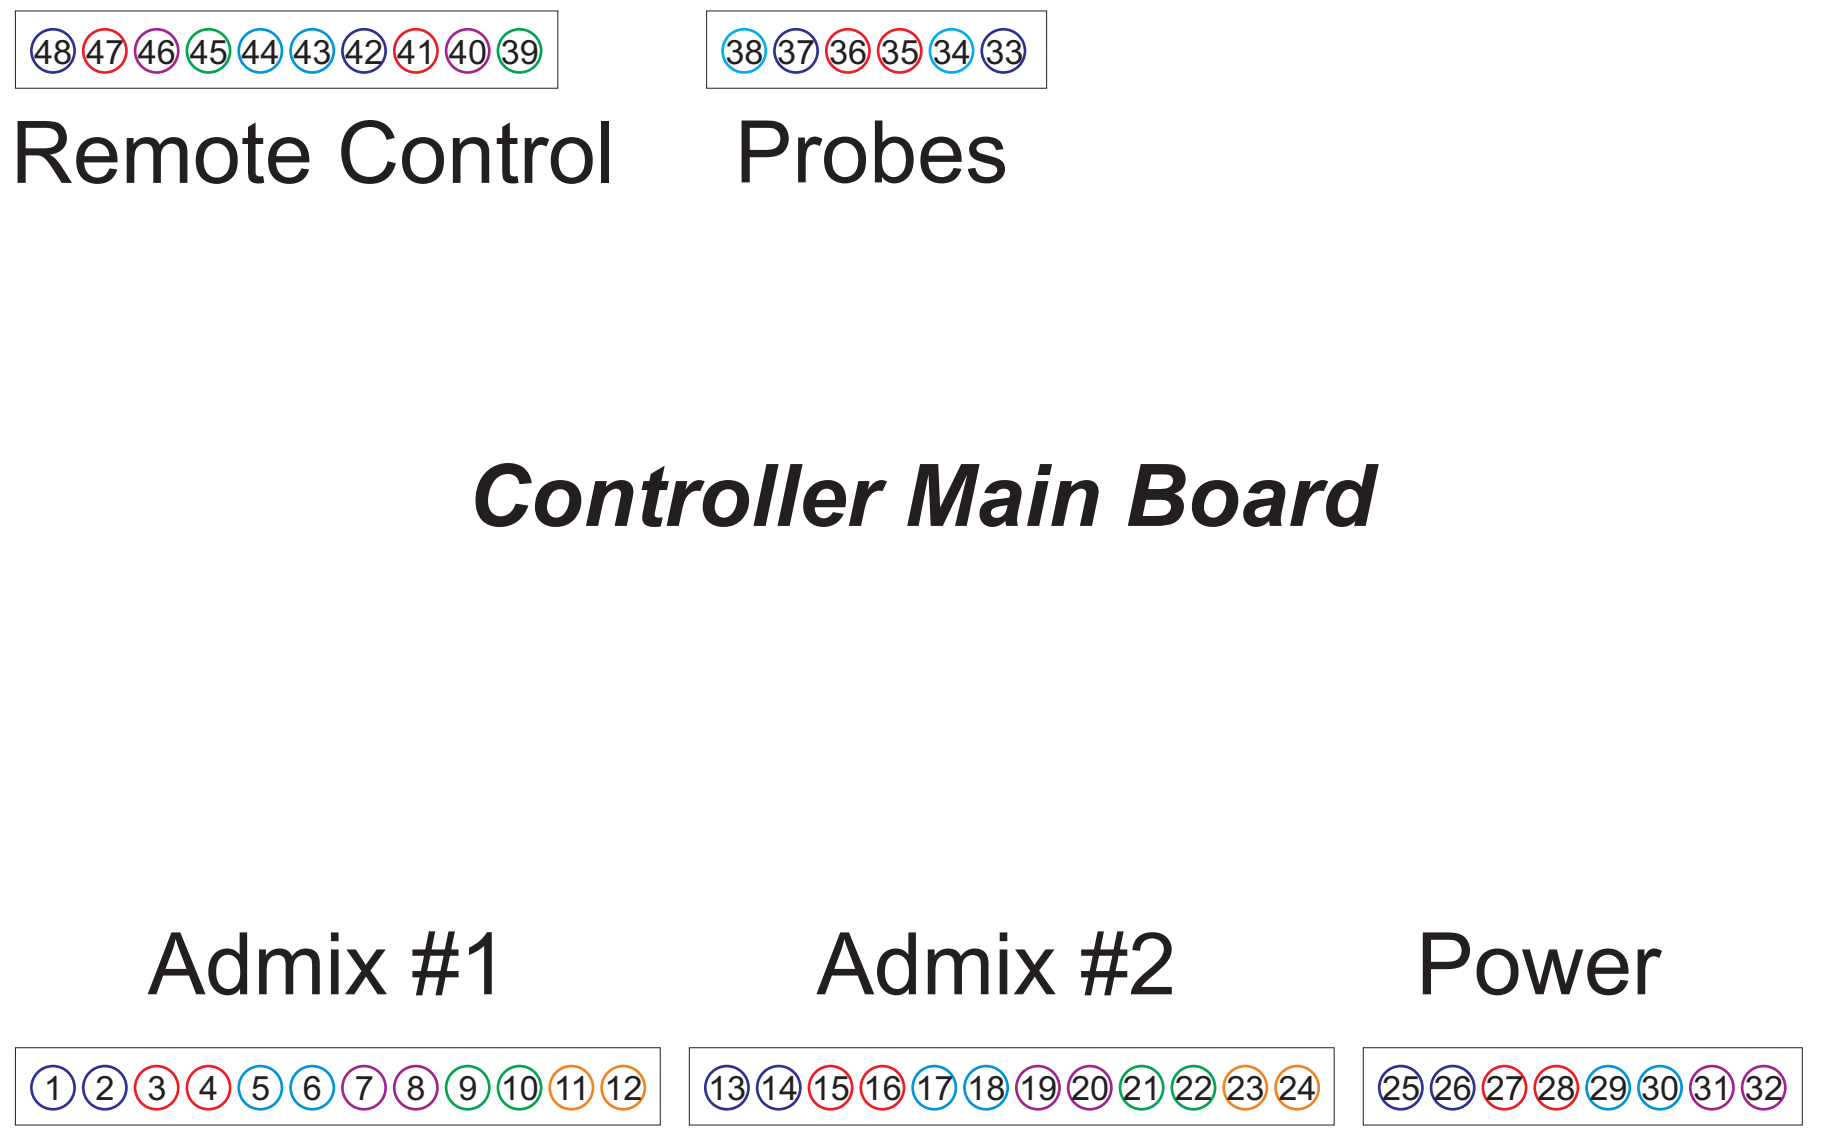 48 47 46 45 44 43 42 41 40 39
38 37 36 35 34 33
Remote Control
Probes
Controller Main Board
Admix #1
Admix #2
Power
1 2 3 4 5 6 7 8 9 10 11 12
13 14 15 16 17 18 19 20 21 22 23 24
25 26 27 28 29 30 31 32